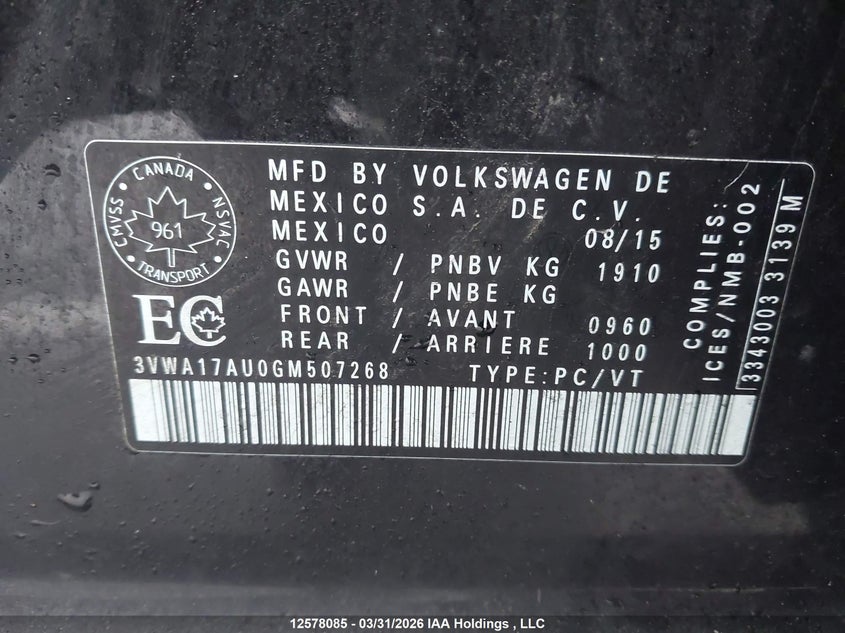 CANADA
CMVSS
NSVAC
961
TRANSPORT
EC
MFD BY VOLKSWAGEN DE
MEXICO S.A. DE C.V.
MEXICO 08/15
GVWR / PNBV KG 1910
GAWR / PNBE KG
FRONT / AVANT 0960
REAR / ARRIERE 1000
3VWA17AU0GM507268 TYPE:PC/VT
COMPLIES:
ICES/NMB-002
3343003 3139 M
12578085 - 03/31/2026 IAA Holdings , LLC